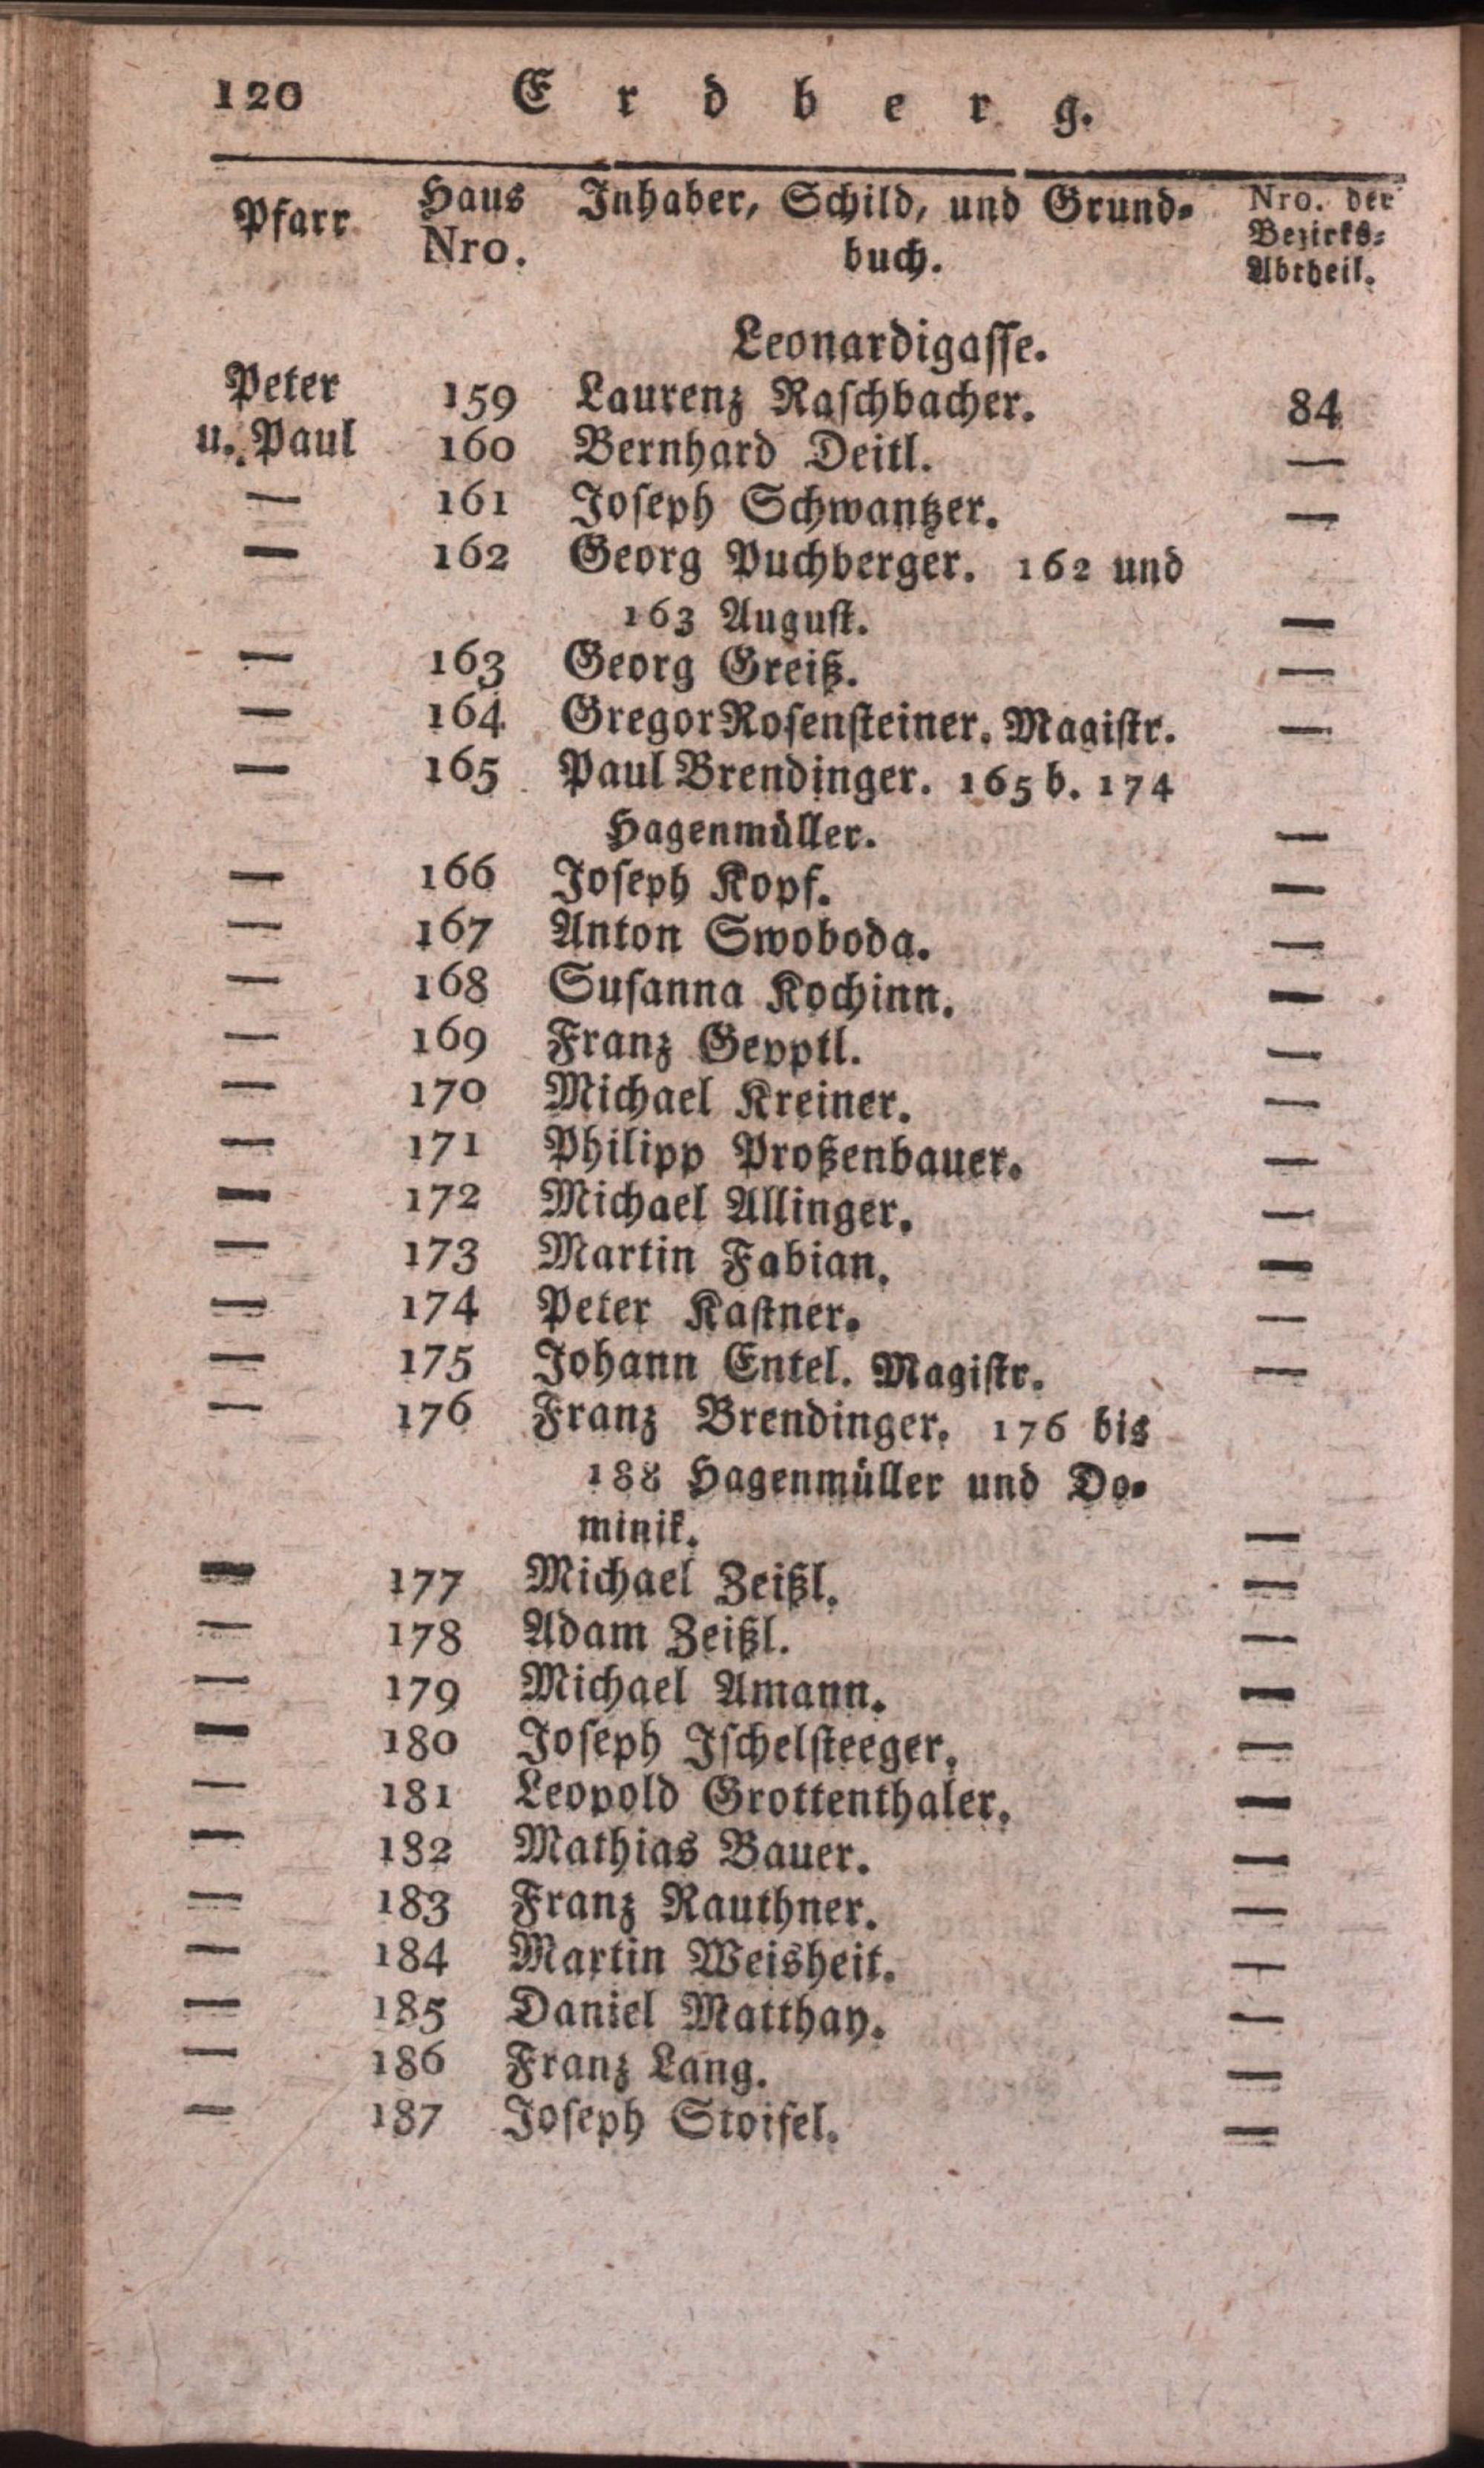 120 Erdberg.
Pfarr Haus Nro. Inhaber, Schild, und Grund- Nro. der Bezirks-
buch. Abtheil.
Leonardigasse.
Peter 159 Laurenz Raschbacher. 84
u. Paul 160 Bernhard Deitl. —
— 161 Joseph Schwantzer. —
— 162 Georg Puchberger. 162 und
163 August. —
— 163 Georg Greiß. —
— 164 Gregor Rosensteiner. Magistr. —
— 165 Paul Brendinger. 165 b. 174
Hagenmüller. —
— 166 Joseph Kopf. —
— 167 Anton Swoboda. —
— 168 Susanna Kochinn. —
— 169 Franz Gepptl. —
— 170 Michael Kreiner. —
— 171 Philipp Proßenbauer. —
— 172 Michael Allinger. —
— 173 Martin Fabian. —
— 174 Peter Kastner. —
— 175 Johann Entel. Magistr. —
— 176 Franz Brendinger. 176 bis
188 Hagenmüller und Do-
minik. —
— 177 Michael Zeißl. —
— 178 Adam Zeißl. —
— 179 Michael Amann. —
— 180 Joseph Ischelsteeger. —
— 181 Leopold Grottenthaler. —
— 182 Mathias Bauer. —
— 183 Franz Rauthner. —
— 184 Martin Weisheit. —
— 185 Daniel Matthay. —
— 186 Franz Lang. —
— 187 Joseph Stoisel. —